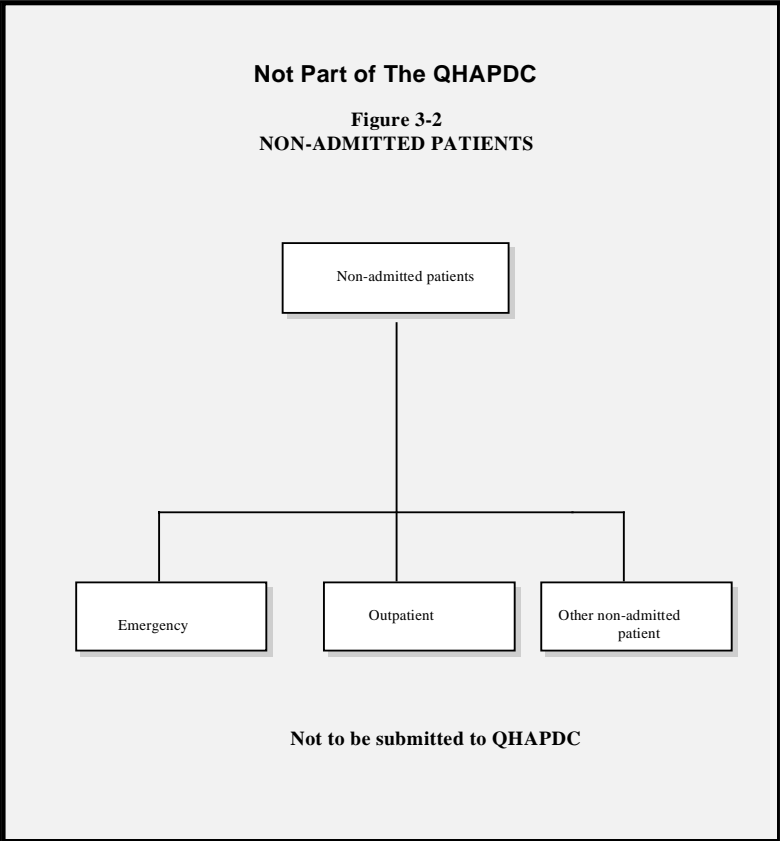 Not Part of The QHAPDC
Figure 3-2
NON-ADMITTED PATIENTS
Non-admitted patients
Emergency
Outpatient
Other non-admitted
patient
Not to be submitted to QHAPDC